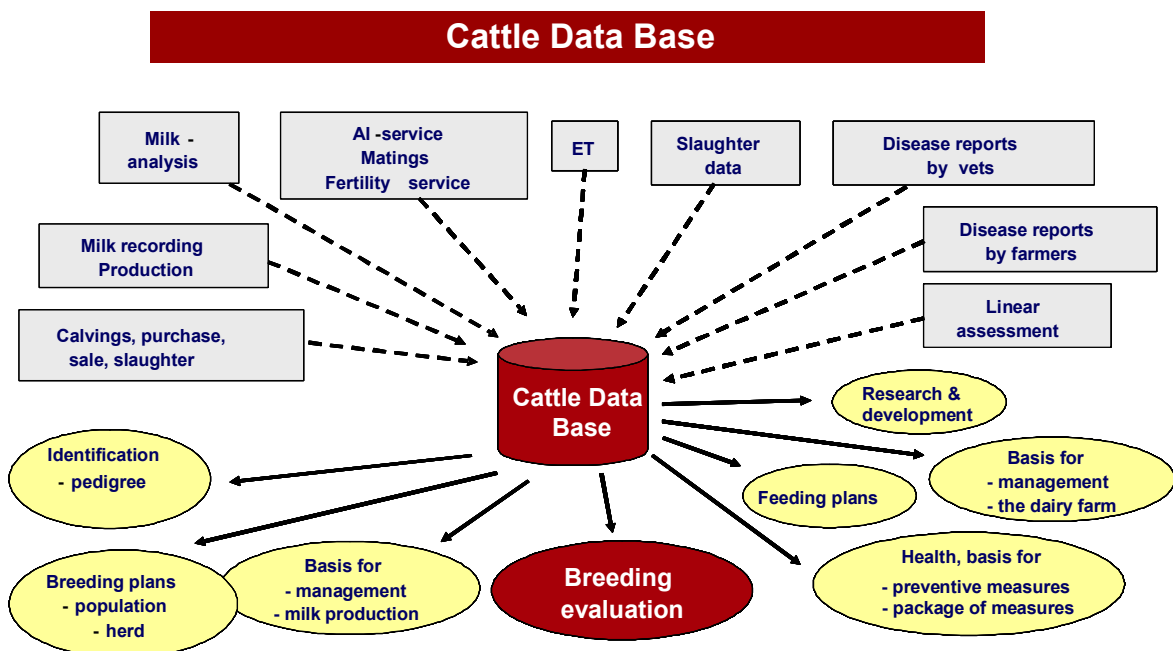 Cattle Data Base
Milk -
analysis
AI -service
Matings
Fertility service
ET
Slaughter
data
Disease reports
by vets
Milk recording
Production
Disease reports
by farmers
Calvings, purchase,
sale, slaughter
Linear
assessment
Cattle Data
Base
Research &
development
Identification
- pedigree
Feeding plans
Basis for
- management
- the dairy farm
Breeding plans
- population
- herd
Basis for
- management
- milk production
Breeding
evaluation
Health, basis for
- preventive measures
- package of measures